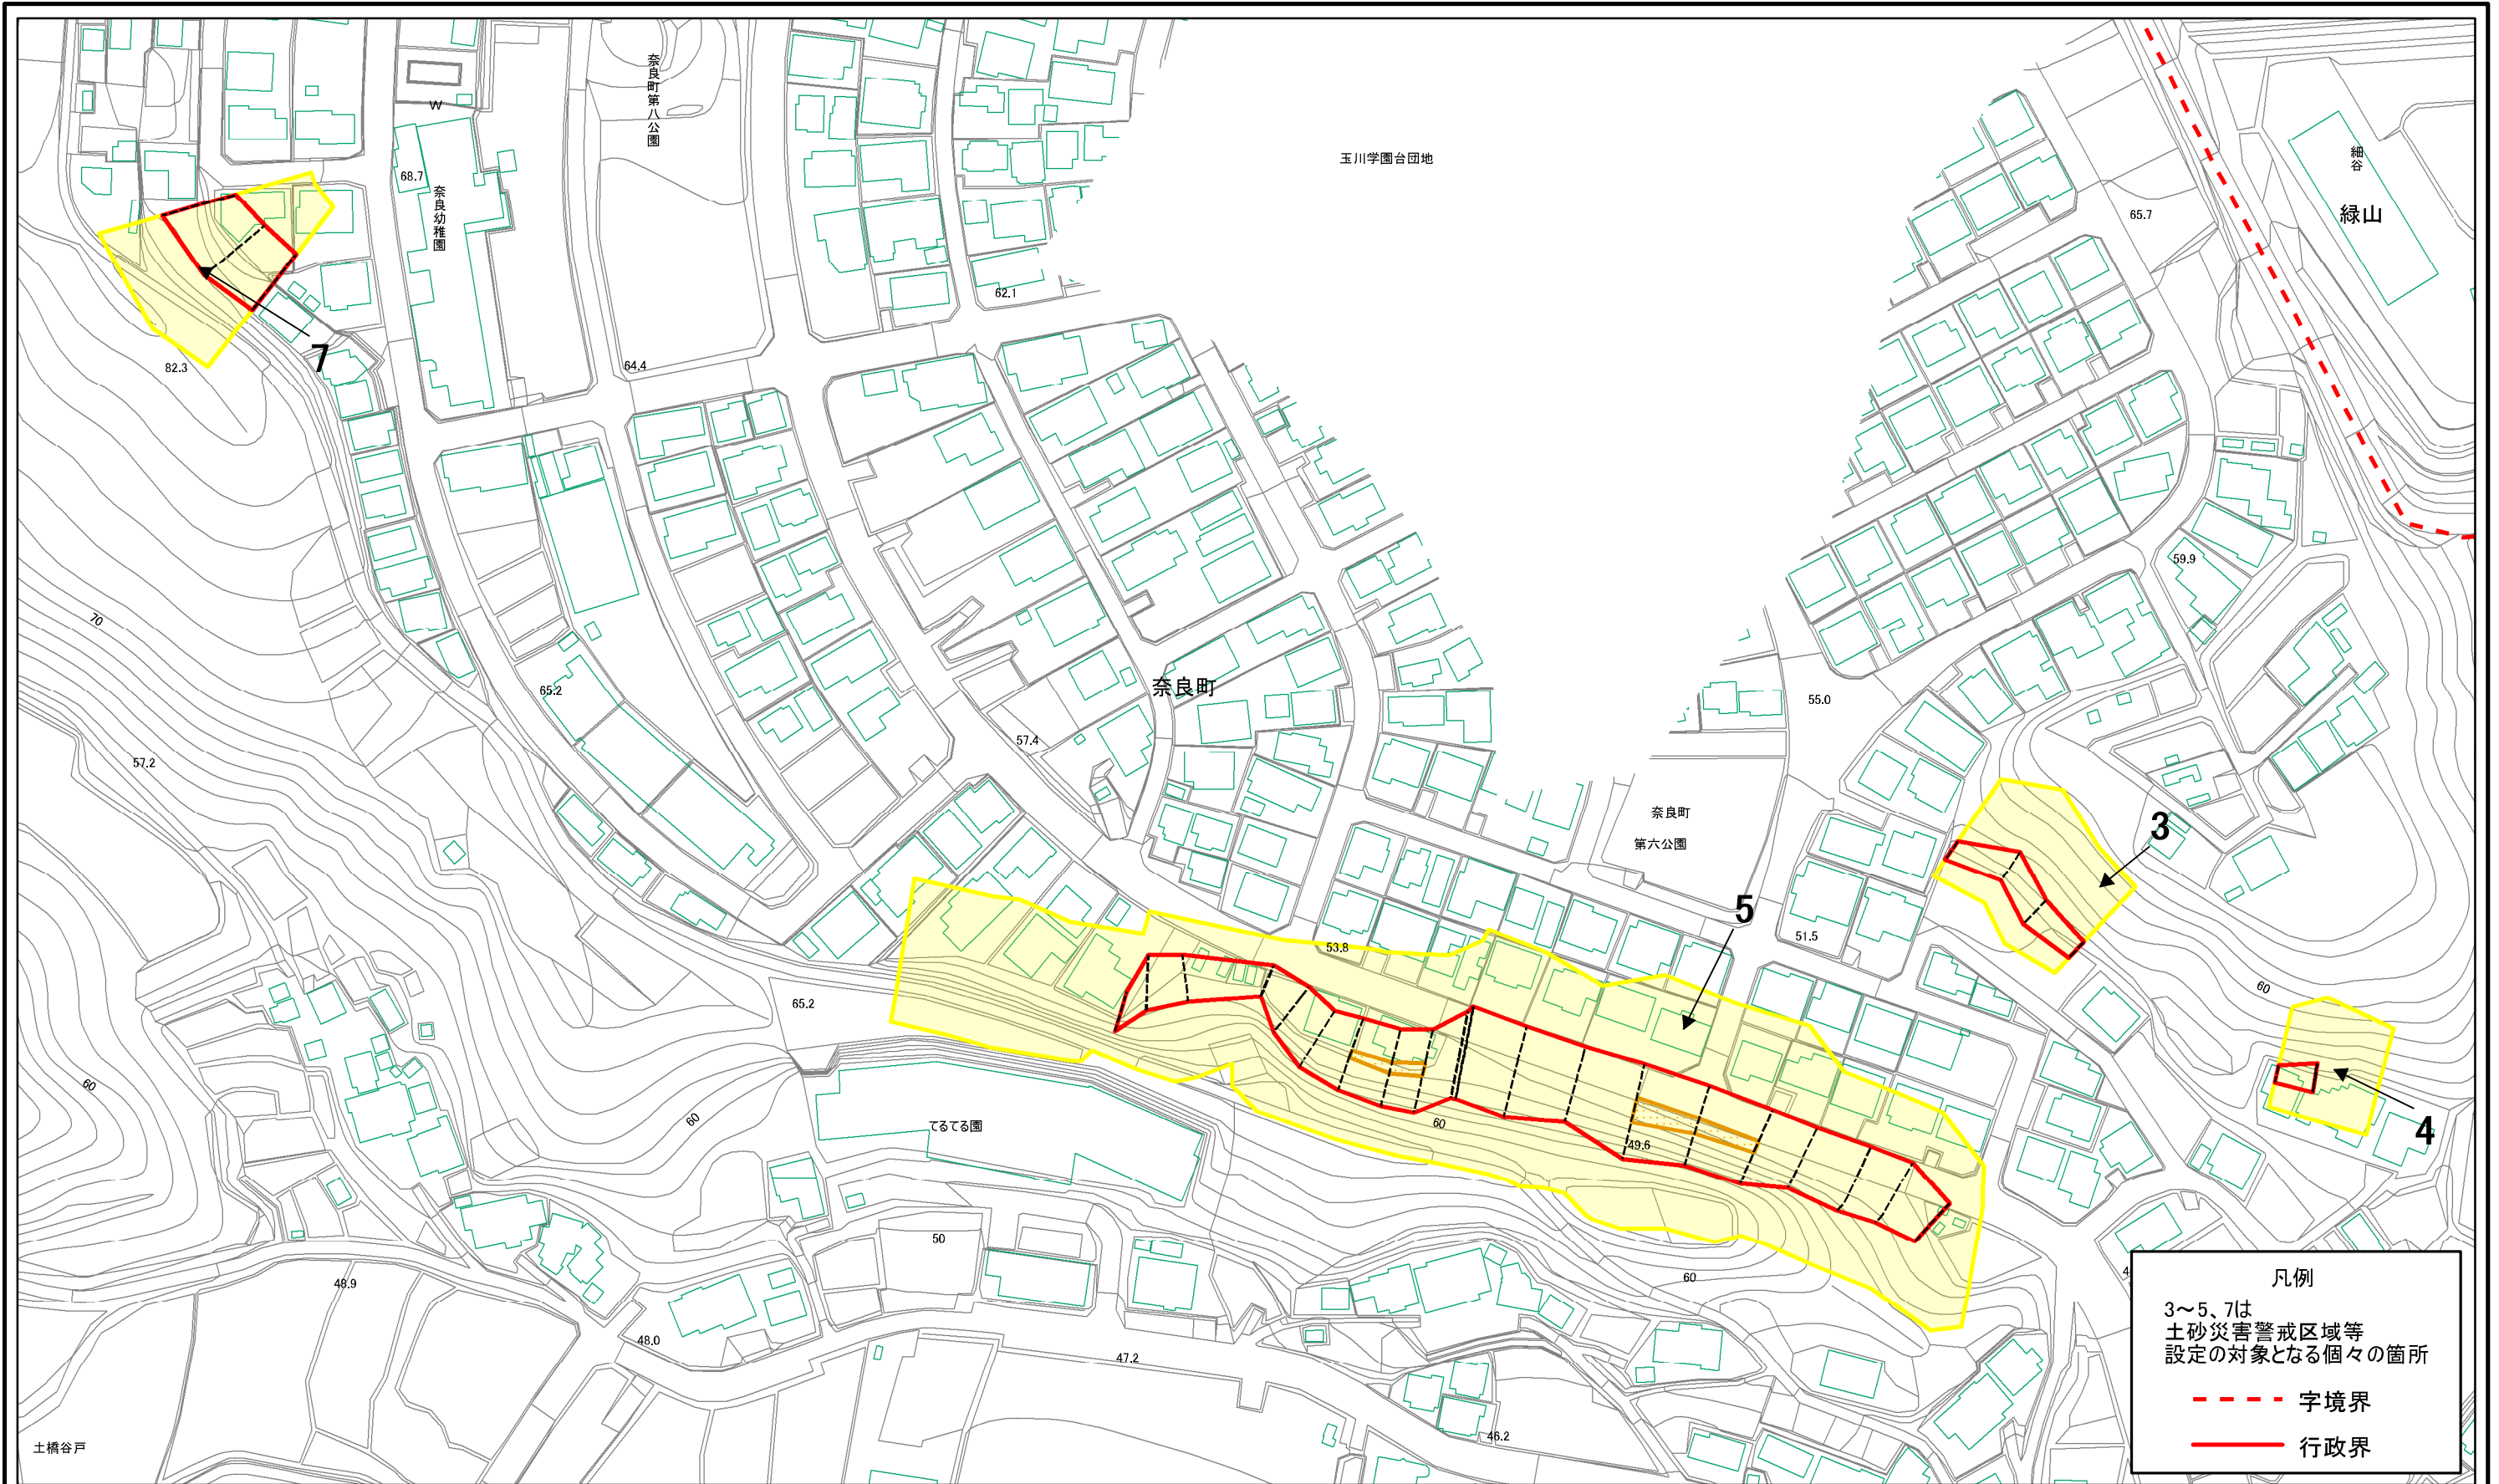 奈良町第八公園
W
68.7
奈良幼稚園
玉川学園台団地
細谷
緑山
65.7
62.1
64.4
7
82.3
59.9
70
65.2
奈良町
55.0
57.4
57.2
奈良町
第六公園
3
5
53.8
51.5
60
65.2
4
60
60
てるてる園
60
49.6
50
60
48.9
48.0
47.2
46.2
土橋谷戸
凡例
3～5、7は
土砂災害警戒区域等
設定の対象となる個々の箇所
字境界
行政界